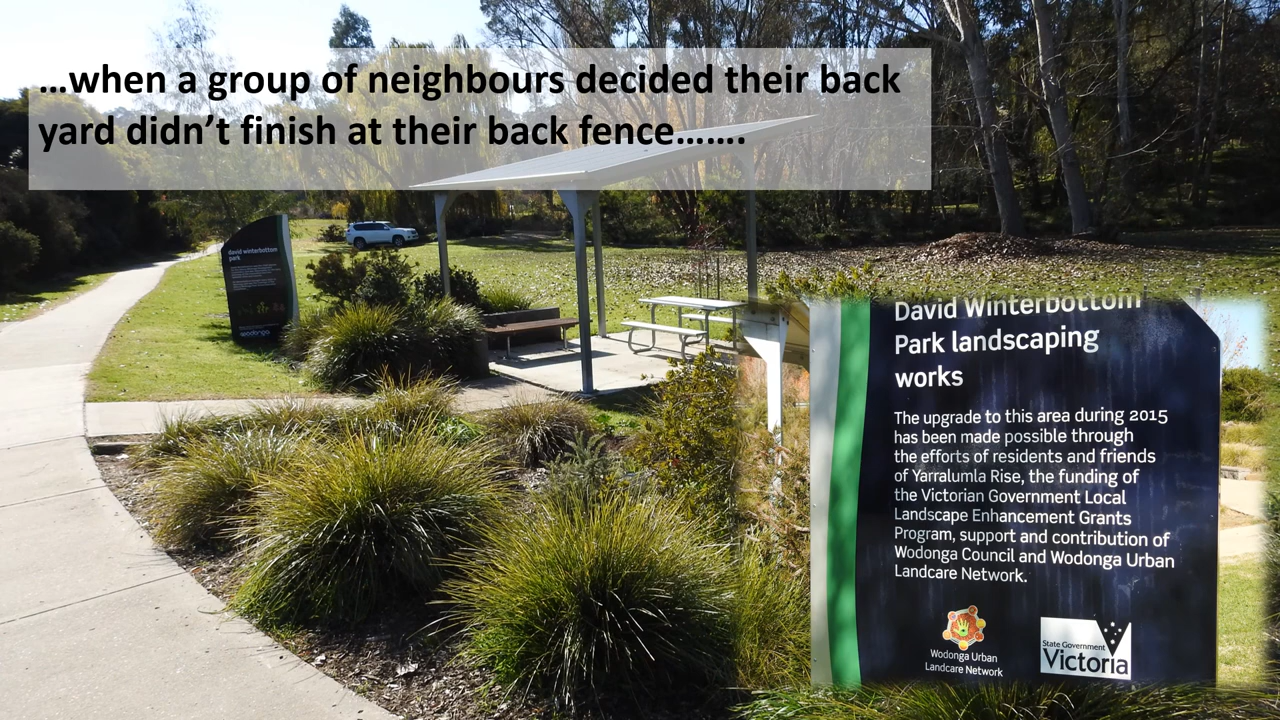 …when a group of neighbours decided their back
yard didn’t finish at their back fence…….
david winterbottom
park
wodonga
David Winterbottom
Park landscaping
works
The upgrade to this area during 2015
has been made possible through
the efforts of residents and friends
of Yarralumla Rise, the funding of
the Victorian Government Local
Landscape Enhancement Grants
Program, support and contribution of
Wodonga Council and Wodonga Urban
Landcare Network.
Wodonga Urban
Landcare Network
State Government
Victoria